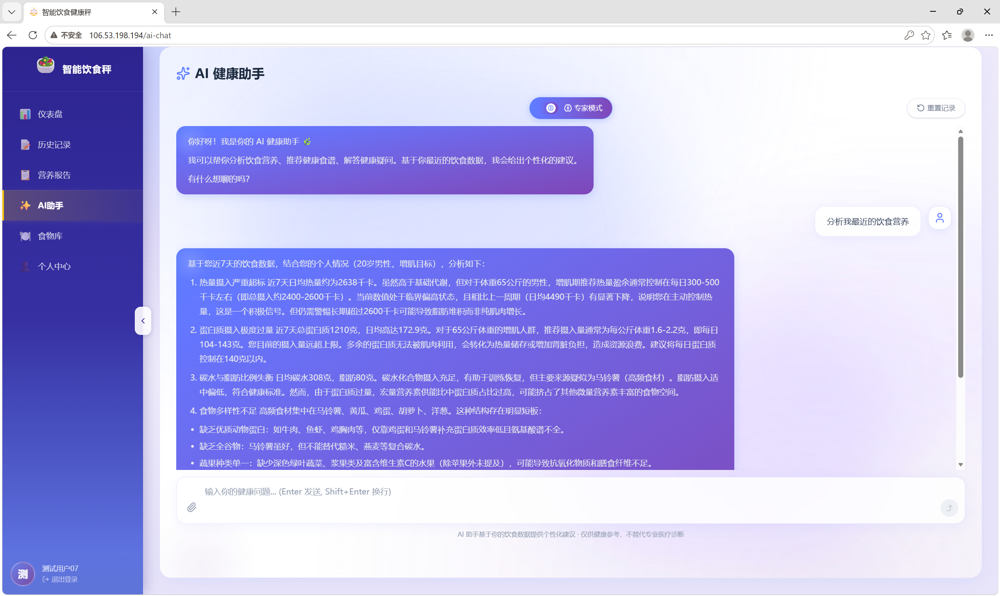 智能饮食健康秤
不安全 106.53.198.194/ai-chat
智能饮食秤
仪表盘
历史记录
营养报告
AI助手
食物库
个人中心
测
测试用户07
退出登录
AI 健康助手
专家模式
重置记录
你好呀！我是你的 AI 健康助手
我可以帮你分析饮食营养、推荐健康食谱、解答健康疑问。基于你最近的饮食数据，我会给出个性化的建议。
有什么想聊的吗？
分析我最近的饮食营养
基于您近7天的饮食数据，结合您的个人情况（20岁男性，增肌目标），分析如下：
1. 热量摄入严重超标 近7天日均热量约为2638千卡。虽然高于基础代谢，但对于体重65公斤的男性，增肌期推荐热量盈余通常控制在每日300-500
千卡左右（即总摄入约2400-2600千卡）。当前数值处于临界偏高状态，且相比上一周期（日均4490千卡）有显著下降，说明您在主动控制热
量，这是一个积极信号。但仍需警惕长期超过2600千卡可能导致脂肪堆积而非纯肌肉增长。
2. 蛋白质摄入极度过量 近7天总蛋白质1210克，日均高达172.9克。对于65公斤体重的增肌人群，推荐摄入量通常为每公斤体重1.6-2.2克，即每日
104-143克。您目前的摄入量远超上限。多余的蛋白质无法被肌肉利用，会转化为热量储存或增加肾脏负担，造成资源浪费。建议将每日蛋白质
控制在140克以内。
3. 碳水与脂肪比例失衡 日均碳水308克，脂肪80克。碳水化合物摄入充足，有助于训练恢复，但主要来源疑似为马铃薯（高频食材）。脂肪摄入适
中偏低，符合健康标准。然而，由于蛋白质过量，宏量营养素供能比中蛋白质占比过高，可能挤占了其他微量营养素丰富的食物空间。
4. 食物多样性不足 高频食材集中在马铃薯、黄瓜、鸡蛋、胡萝卜、洋葱。这种结构存在明显短板：
• 缺乏优质动物蛋白：如牛肉、鱼虾、鸡胸肉等，仅靠鸡蛋和马铃薯补充蛋白质效率低且氨基酸谱不全。
• 缺乏全谷物：马铃薯虽好，但不能替代糙米、燕麦等复合碳水。
• 蔬果种类单一：缺少深色绿叶蔬菜、浆果类及富含维生素C的水果（除苹果外未提及），可能导致抗氧化物质和膳食纤维不足。
输入你的健康问题... (Enter 发送, Shift+Enter 换行)
AI 助手基于你的饮食数据提供个性化建议 · 仅供健康参考，不替代专业医疗诊断